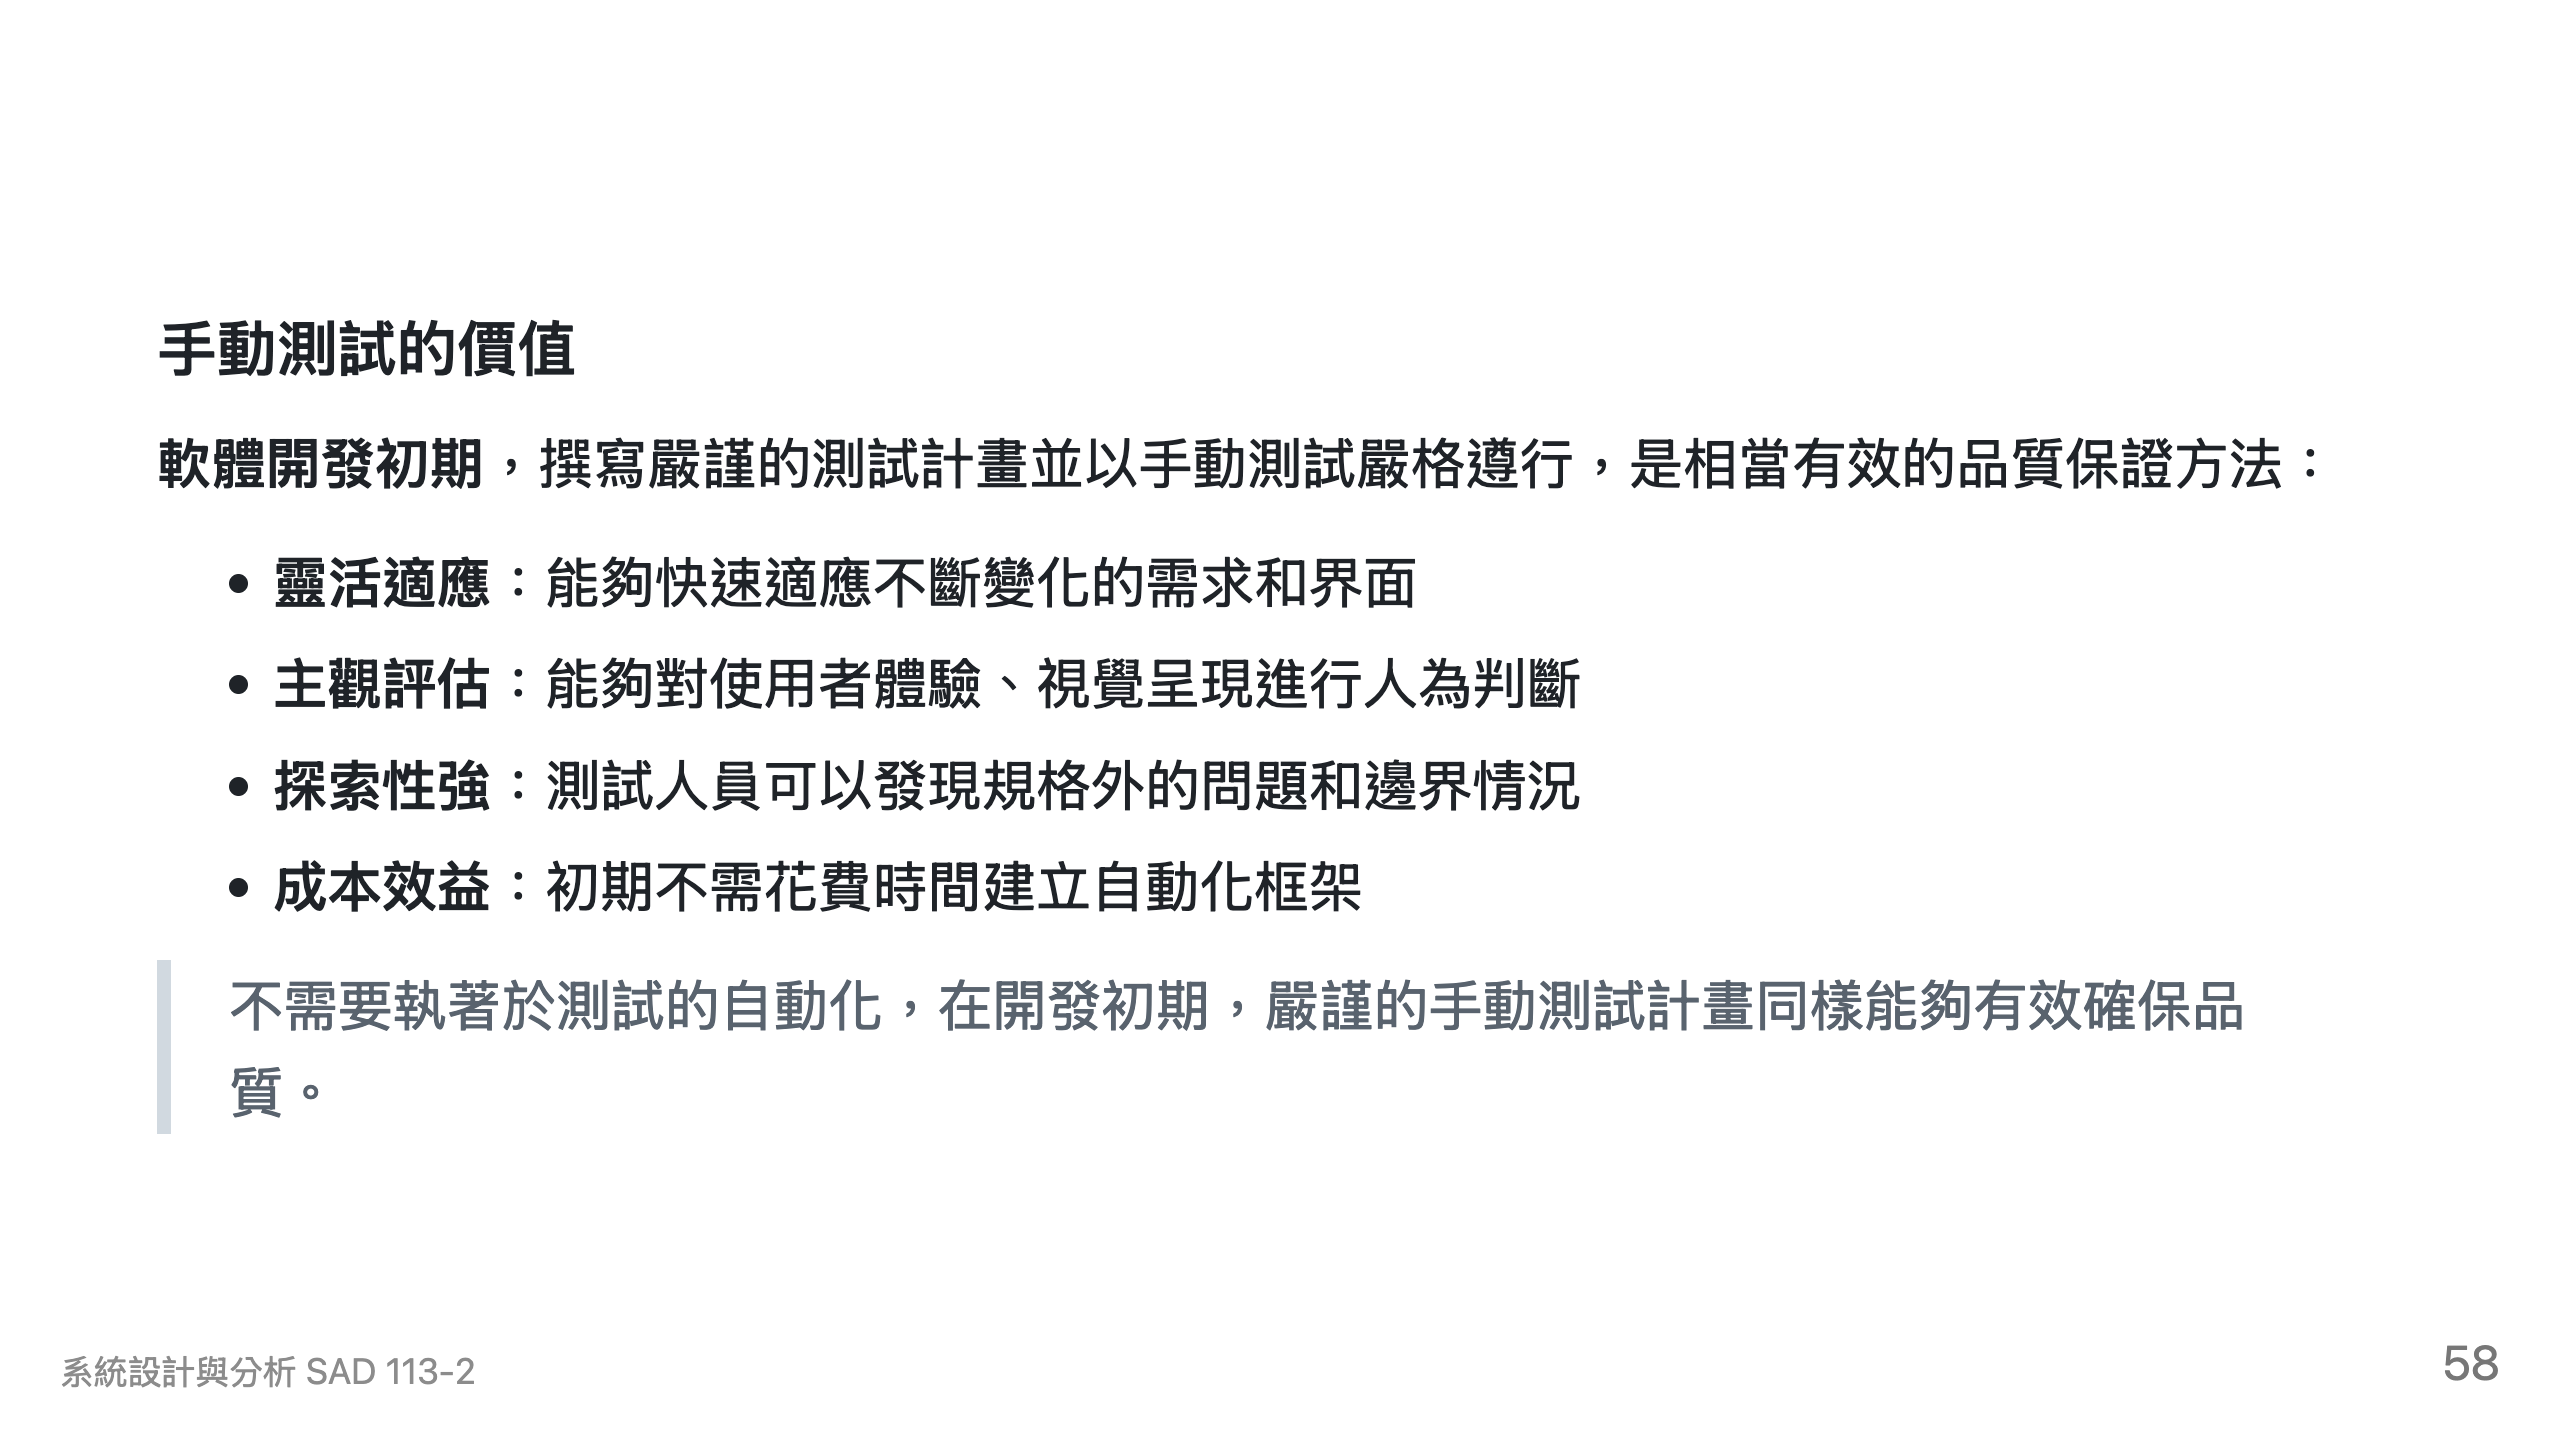 手動測試的價值
軟體開發初期，撰寫嚴謹的測試計畫並以手動測試嚴格遵行，是相當有效的品質保證方法：
• 靈活適應：能夠快速適應不斷變化的需求和界面
• 主觀評估：能夠對使用者體驗、視覺呈現進行人為判斷
• 探索性強：測試人員可以發現規格外的問題和邊界情況
• 成本效益：初期不需花費時間建立自動化框架
不需要執著於測試的自動化，在開發初期，嚴謹的手動測試計畫同樣能夠有效確保品
質。
系統設計與分析 SAD 113-2
58